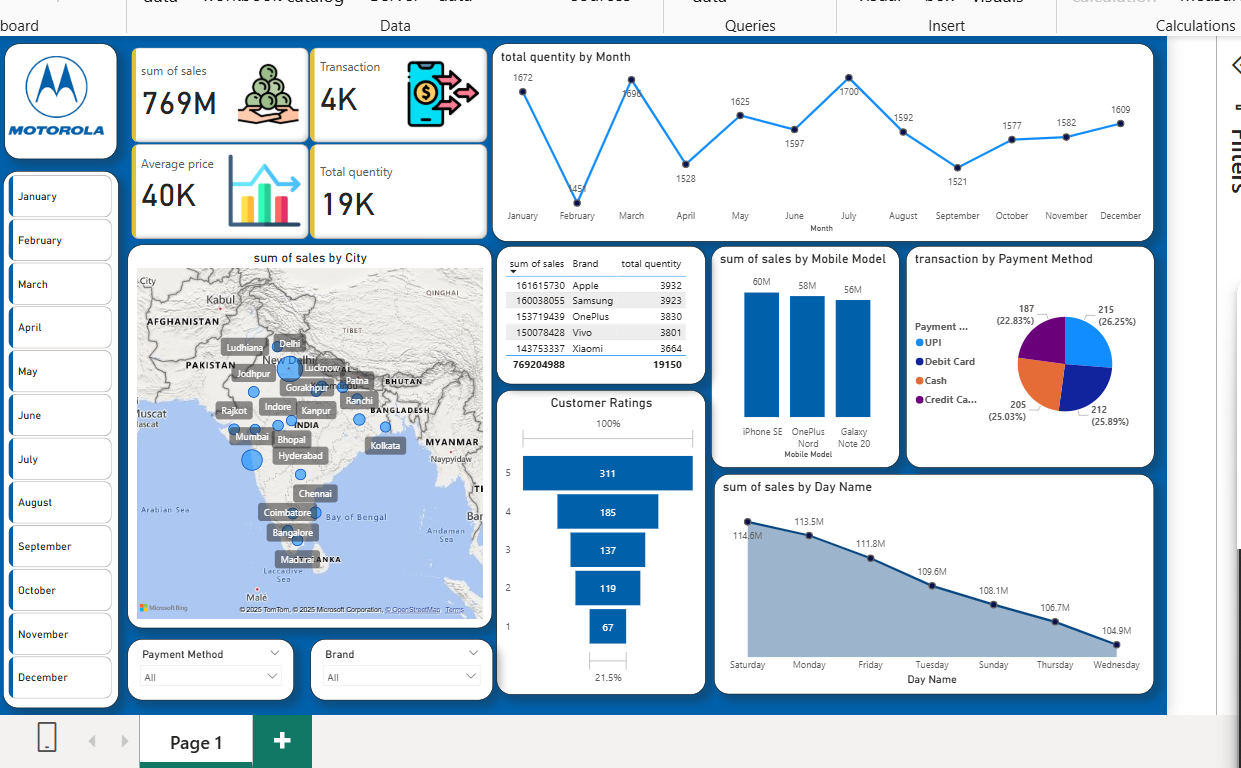 board
Data
Queries
Insert
Calculations
Filters
MOTOROLA
sum of sales
769M
Transaction
4K
Average price
40K
Total quentity
19K
January
February
March
April
May
June
July
August
September
October
November
December
total quentity by Month
1672
1451
1696
1528
1625
1597
1700
1592
1521
1577
1582
1609
January February March April May June July August September October November December
Month
sum of sales by City
City
Kabul
QINGHAI
AFGHANISTAN
TIBET
Ludhiana
Delhi
New Delhi
PAKISTAN
Lucknow
Jodhpur
Patna
BHUTAN
Gorakhpur
Ranchi
Rajkot
Indore
Kanpur
BANGLADESH
Muscat
Mascat
INDIA
Mumbai
Bhopal
Kolkata
MYANMAR
Hyderabad
Naypyidaw
Chennai
Arabian Sea
Coimbatore
Bay of Bengal
Bangalore
Andaman
Sea
Madurai
ANKA
Laccadive
Sea
Malé
Microsoft Bing
© 2025 TomTom, © 2025 Microsoft Corporation, © OpenStreetMap Terms
Payment Method
All
Brand
All
sum of sales Brand total quentity
161615730 Apple 3932
160038055 Samsung 3923
153719439 OnePlus 3830
150078428 Vivo 3801
143753337 Xiaomi 3664
769204988 19150
Customer Ratings
100%
5 311
4 185
3 137
2 119
1 67
21.5%
sum of sales by Mobile Model
60M
58M
56M
iPhone SE OnePlus Nord Galaxy Note 20
Mobile Model
transaction by Payment Method
Payment ...
UPI
Debit Card
Cash
Credit Ca...
187
(22.83%)
215
(26.25%)
205
(25.03%)
212
(25.89%)
sum of sales by Day Name
114.6M
113.5M
111.8M
109.6M
108.1M
106.7M
104.9M
Saturday Monday Friday Tuesday Sunday Thursday Wednesday
Day Name
Page 1